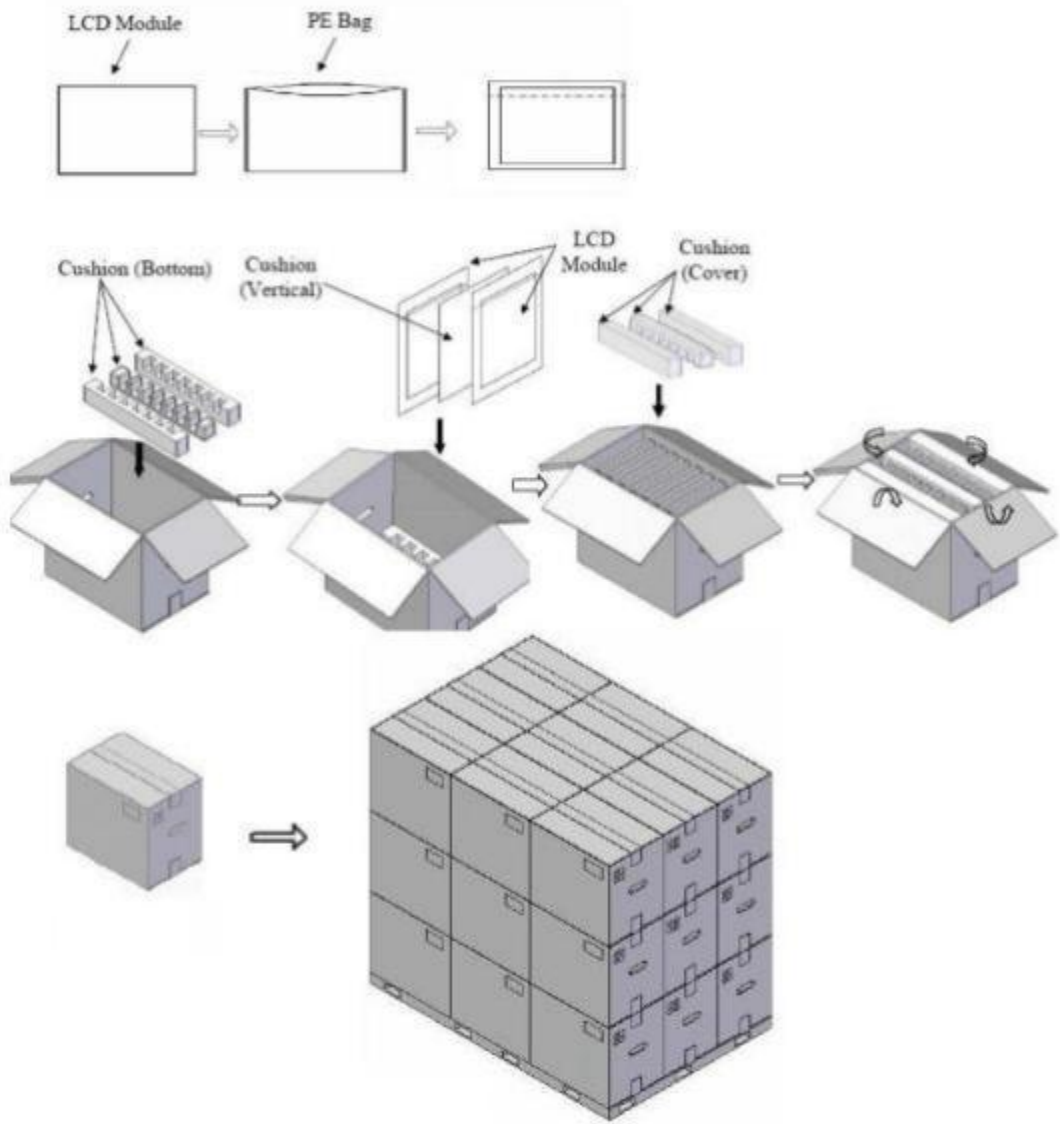 LCD Module
PE Bag
Cushion (Bottom)
Cushion
(Vertical)
LCD
Module
Cushion
(Cover)